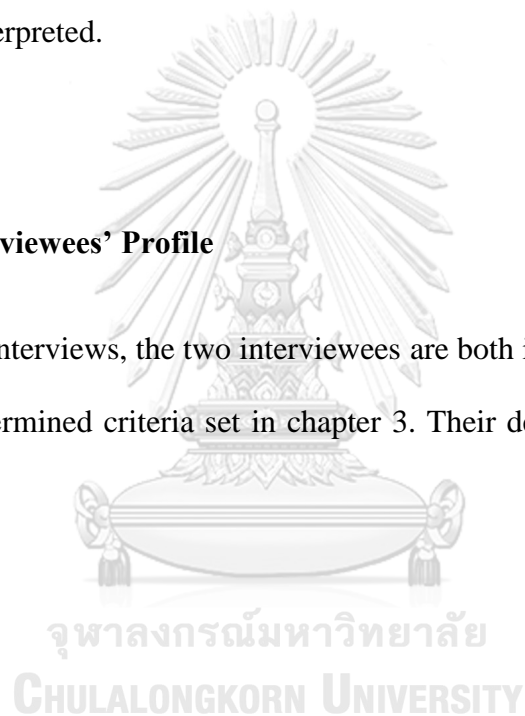 erpreted.
viewees’ Profile
nterviews, the two interviewees are both i
ermined criteria set in chapter 3. Their de
จุฬาลงกรณ์มหาวิทยาลัย
CHULALONGKORN UNIVERSITY